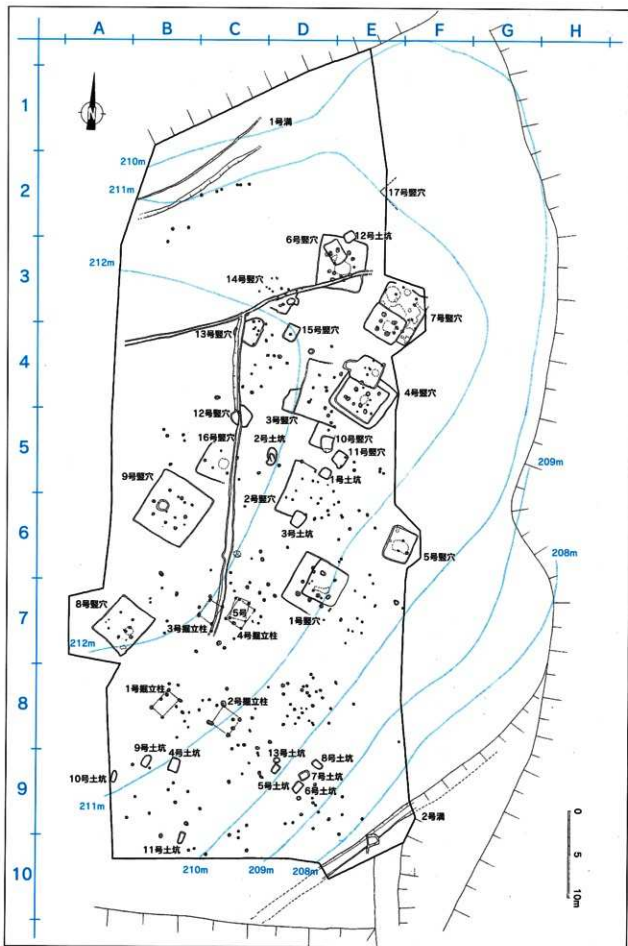 A B C D E F G H
1
1号溝
210m
2
211m
17号竪穴
12号土坑
6号竪穴
212m
3
14号竪穴
7号竪穴
13号竪穴
15号竪穴
4
4号竪穴
3号竪穴
12号竪穴
10号竪穴
2号土坑
11号竪穴
5
16号竪穴
209m
9号竪穴
1号土坑
2号竪穴
3号土坑
6
208m
5号竪穴
8号竪穴
5号
7
3号掘立柱
1号竪穴
4号掘立柱
212m
1号掘立柱
2号掘立柱
8
9号土坑
4号土坑
13号土坑
8号土坑
10号土坑
7号土坑
9
5号土坑
6号土坑
211m
2号溝
0
5
10m
11号土坑
210m
209m
208m
10